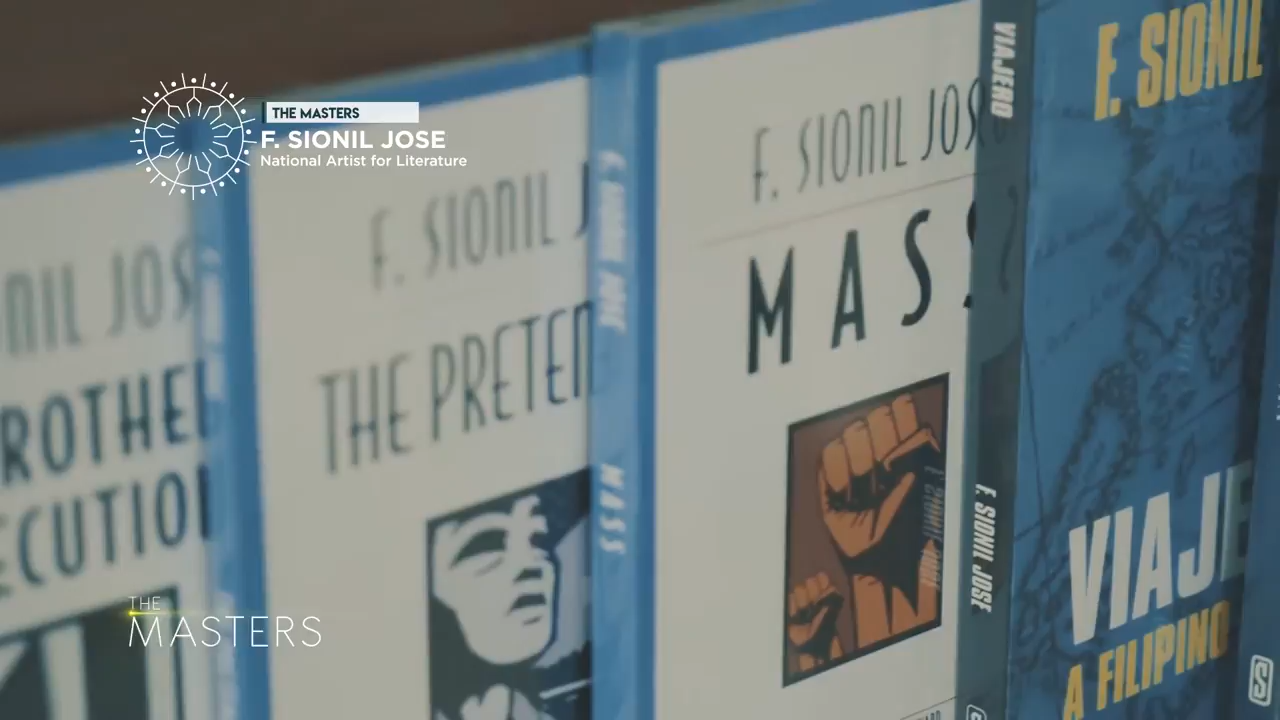 THE MASTERS
F. SIONIL JOSE
National Artist for Literature
NIL JOS
ROTHE
ECUTIO
F. SIONIL J
THE PRETEN
F. SIONIL JOSE
MASS
F. SIONIL JOS
MASS
VIAJERO
F. SIONIL JOSE
F. SIONIL
VIAJE
A FILIPINO
THE
MASTERS